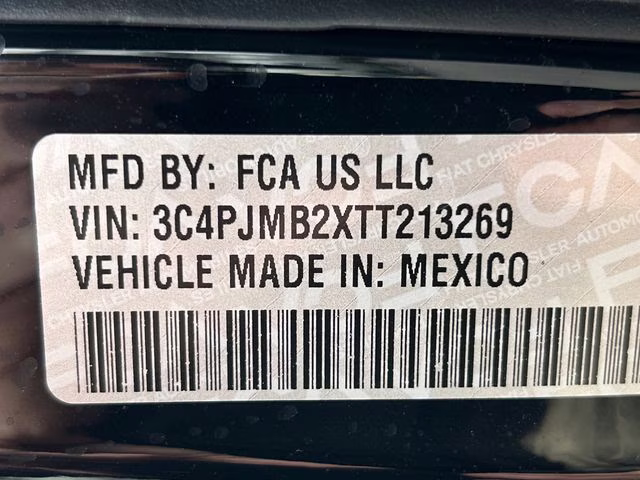 MFD BY: FCA US LLC
VIN: 3C4PJMB2XTT213269
VEHICLE MADE IN: MEXICO